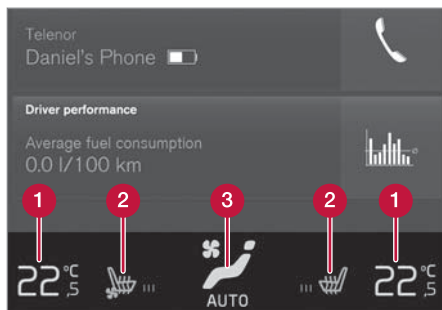 Telenor
Daniel's Phone
Driver performance
Average fuel consumption
0.0 l/100 km
1 2 3 2 1
22,5 °C
22,5 °C
AUTO